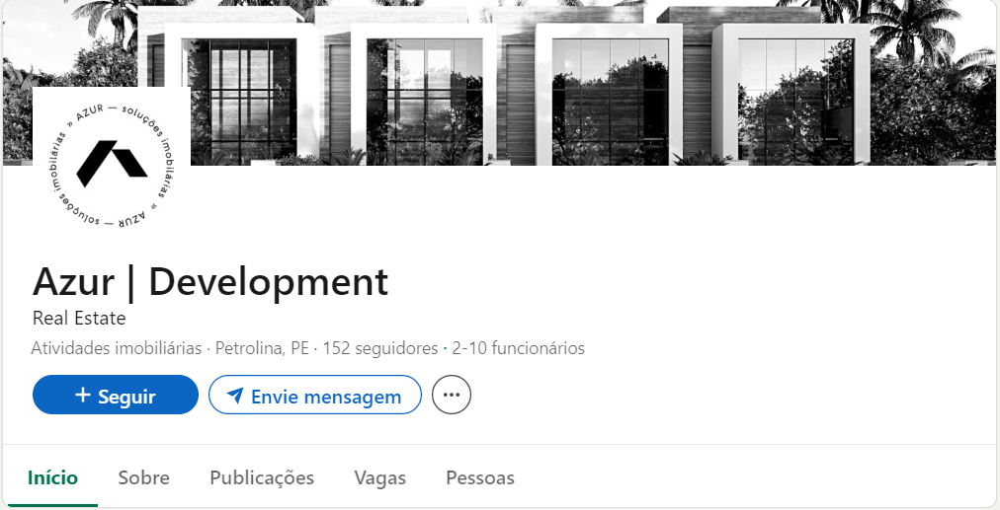 » AZUR — soluções imobiliárias » AZUR — soluções imobiliárias
Azur | Development
Real Estate
Atividades imobiliárias · Petrolina, PE · 152 seguidores · 2-10 funcionários
+ Seguir
Envie mensagem
Início
Sobre
Publicações
Vagas
Pessoas